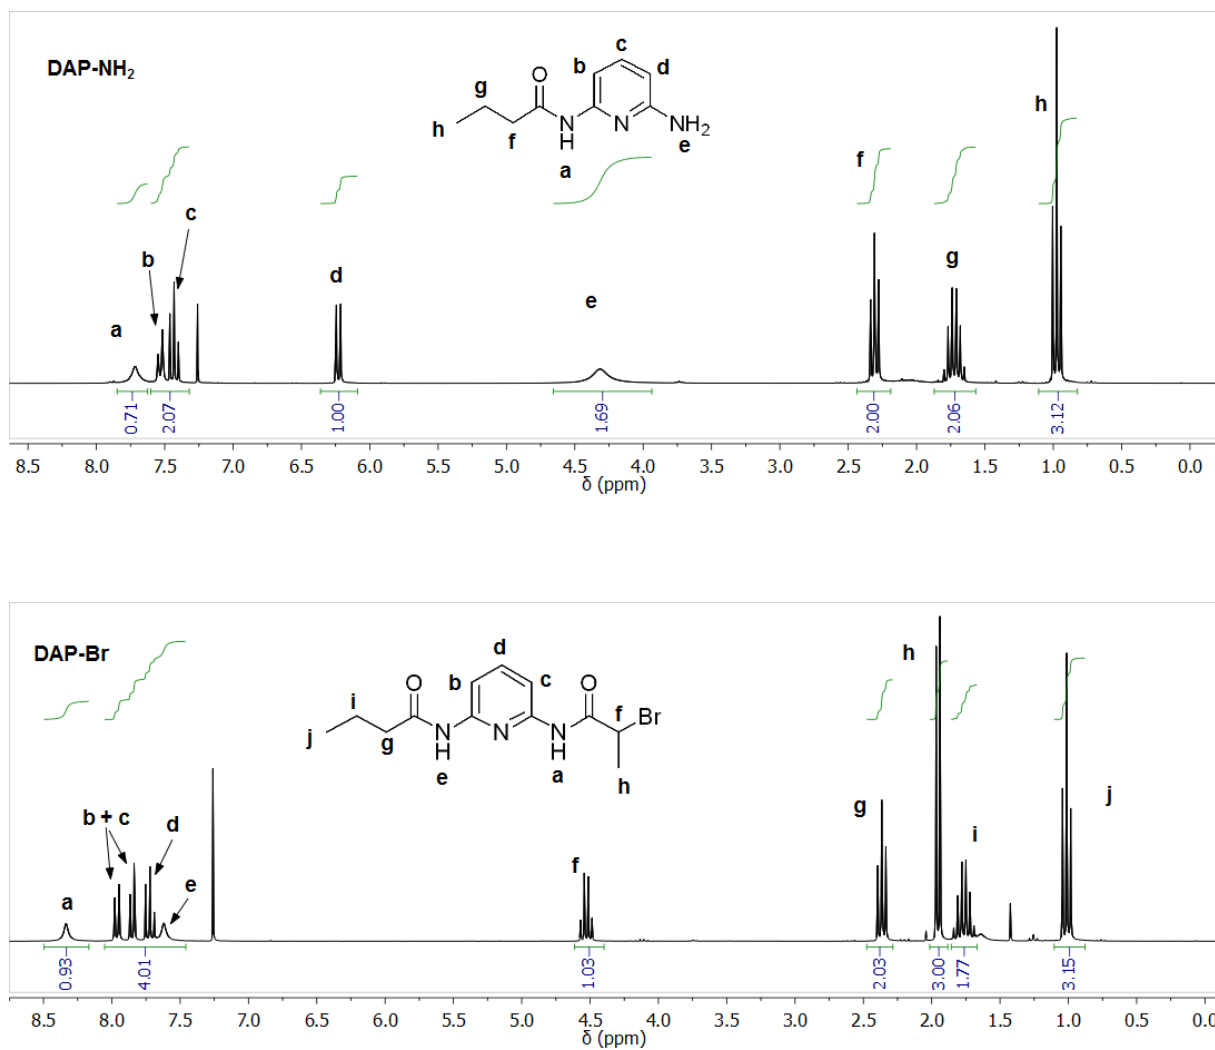 DAP-NH₂
c
b
d
O
g
h
f
N
H
N
NH₂
e
a
h
f
c
b
d
g
a
e
0.71
2.07
1.00
1.69
2.00
2.06
3.12
8.5 8.0 7.5 7.0 6.5 6.0 5.5 5.0 4.5 4.0 3.5 3.0 2.5 2.0 1.5 1.0 0.5 0.0
δ (ppm)
DAP-Br
d
b
c
O
O
i
f
Br
j
g
N
H
N
N
H
e
a
h
h
j
g
b + c
d
i
f
a
e
0.93
4.01
1.03
2.03
3.00
1.77
3.15
8.5 8.0 7.5 7.0 6.5 6.0 5.5 5.0 4.5 4.0 3.5 3.0 2.5 2.0 1.5 1.0 0.5 0.0
δ (ppm)